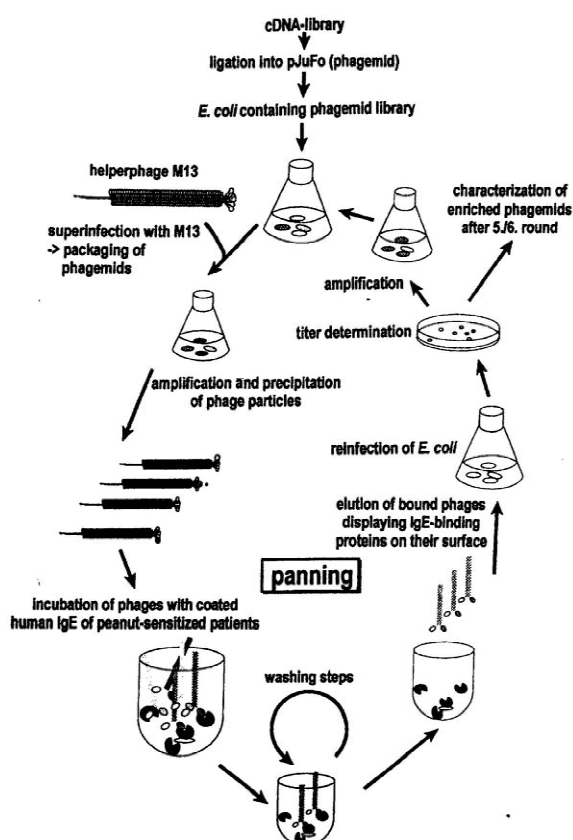 cDNA-library
ligation into pJuFo (phagemid)
E. coli containing phagemid library
helperphage M13
superinfection with M13
-> packaging of
phagemids
characterization of
enriched phagemids
after 5./6. round
amplification
titer determination
amplification and precipitation
of phage particles
reinfection of E. coli
elution of bound phages
displaying IgE-binding
proteins on their surface
panning
incubation of phages with coated
human IgE of peanut-sensitized patients
washing steps